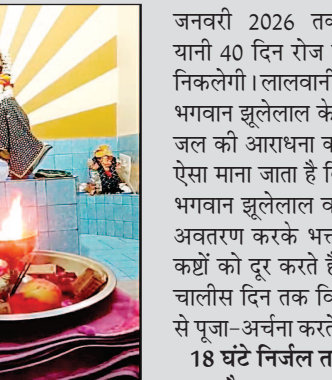 जनवरी 2026 तक
यानी 40 दिन रोज
निकलेगी। लालवानी
भगवान झूलेलाल के
जल की आराधना
ऐसा माना जाता है
भगवान झूलेलाल
अवतरण करके
कष्टों को दूर करते
चालीस दिन तक
से पूजा-अर्चना करते
18 घंटे निर्जल